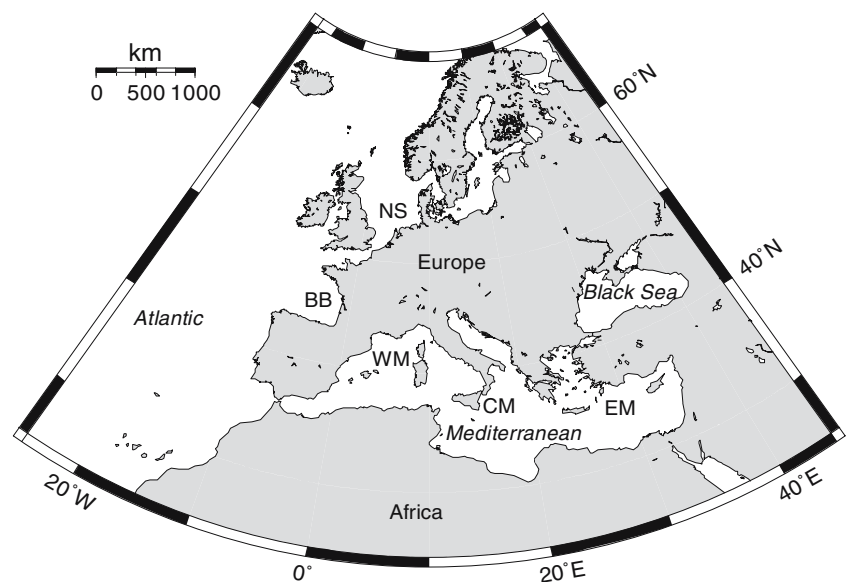 km
0 500 1000
60°N
NS
40°N
Europe
Black Sea
BB
Atlantic
WM
CM
EM
Mediterranean
20°W
40°E
Africa
0°
20°E